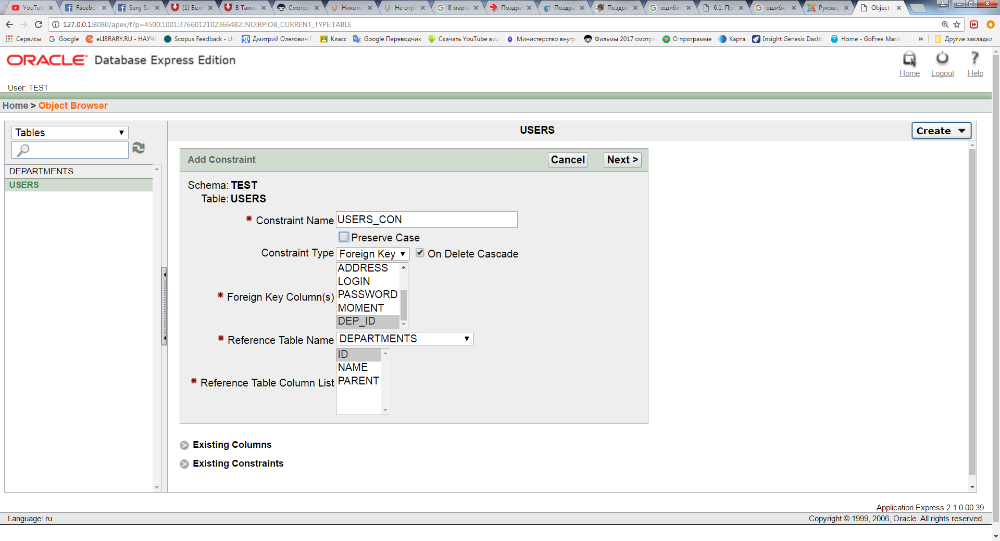 YouTub Facebo Serg Sa (1) Бело В Таила Смотре Никого Не отре 8 марта Поздра Поздра Поздра ошибк 6.1. Пр ошибк Руково Object
127.0.0.1:8080/apex/f?p=4500:1001:3766012102366482::NO:RP:OB_CURRENT_TYPE:TABLE
Сервисы Google eLIBRARY.RU - НАУЧН Scopus Feedback - Us Дмитрий Олегович Г Класс Google Переводчик Скачать YouTube вид Министерство внутр Фильмы 2017 смотре О программе Карта Insight Genesis Dashb Home - GoFree Marin » Другие закладки
ORACLE Database Express Edition
Home Logout Help
User: TEST
Home > Object Browser
Tables
USERS
Create
DEPARTMENTS
USERS
Add Constraint
Cancel
Next >
Schema: TEST
Table: USERS
* Constraint Name USERS_CON
Preserve Case
Constraint Type Foreign Key On Delete Cascade
* Foreign Key Column(s)
ADDRESS
LOGIN
PASSWORD
MOMENT
DEP_ID
* Reference Table Name DEPARTMENTS
* Reference Table Column List
ID
NAME
PARENT
Existing Columns
Existing Constraints
Application Express 2.1.0.00.39
Language: ru
Copyright © 1999, 2006, Oracle. All rights reserved.